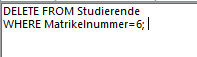 DELETE FROM Studierende
WHERE Matrikelnummer=6;